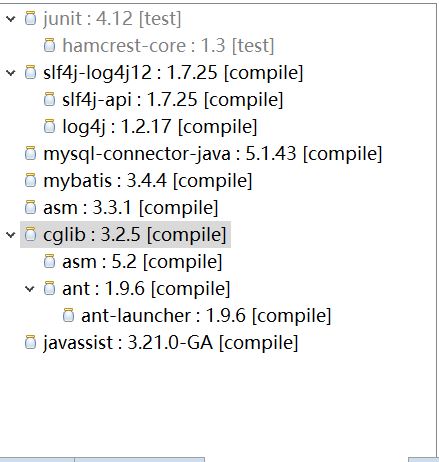 junit : 4.12 [test]
hamcrest-core : 1.3 [test]
slf4j-log4j12 : 1.7.25 [compile]
slf4j-api : 1.7.25 [compile]
log4j : 1.2.17 [compile]
mysql-connector-java : 5.1.43 [compile]
mybatis : 3.4.4 [compile]
asm : 3.3.1 [compile]
cglib : 3.2.5 [compile]
asm : 5.2 [compile]
ant : 1.9.6 [compile]
ant-launcher : 1.9.6 [compile]
javassist : 3.21.0-GA [compile]